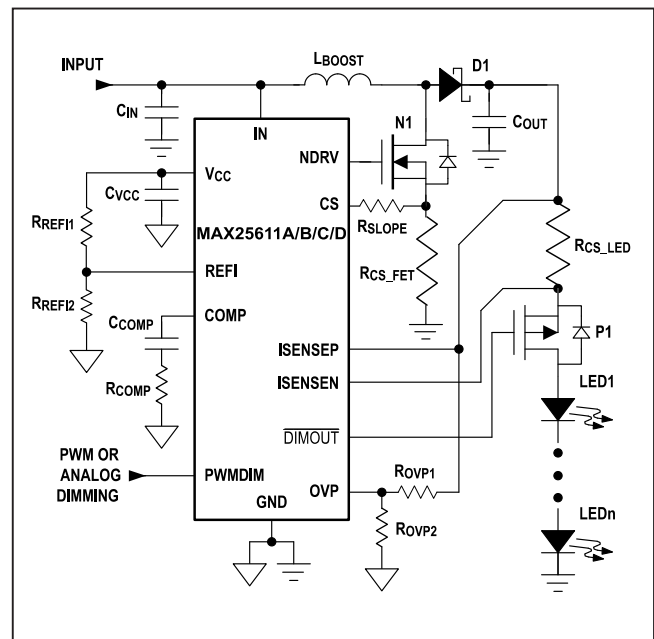 INPUT
LBOOST
D1
CIN
COUT
IN
N1
NDRV
VCC
CVCC
CS
RSLOPE
MAX25611A/B/C/D
RREFI1
RCS_FET
RCS_LED
REFI
RREFI2
COMP
CCOMP
P1
ISENSEP
RCOMP
ISENSEN
LED1
DIMOUT
PWM OR
ANALOG
DIMMING
PWMDIM
OVP
ROVP1
GND
ROVP2
LEDn